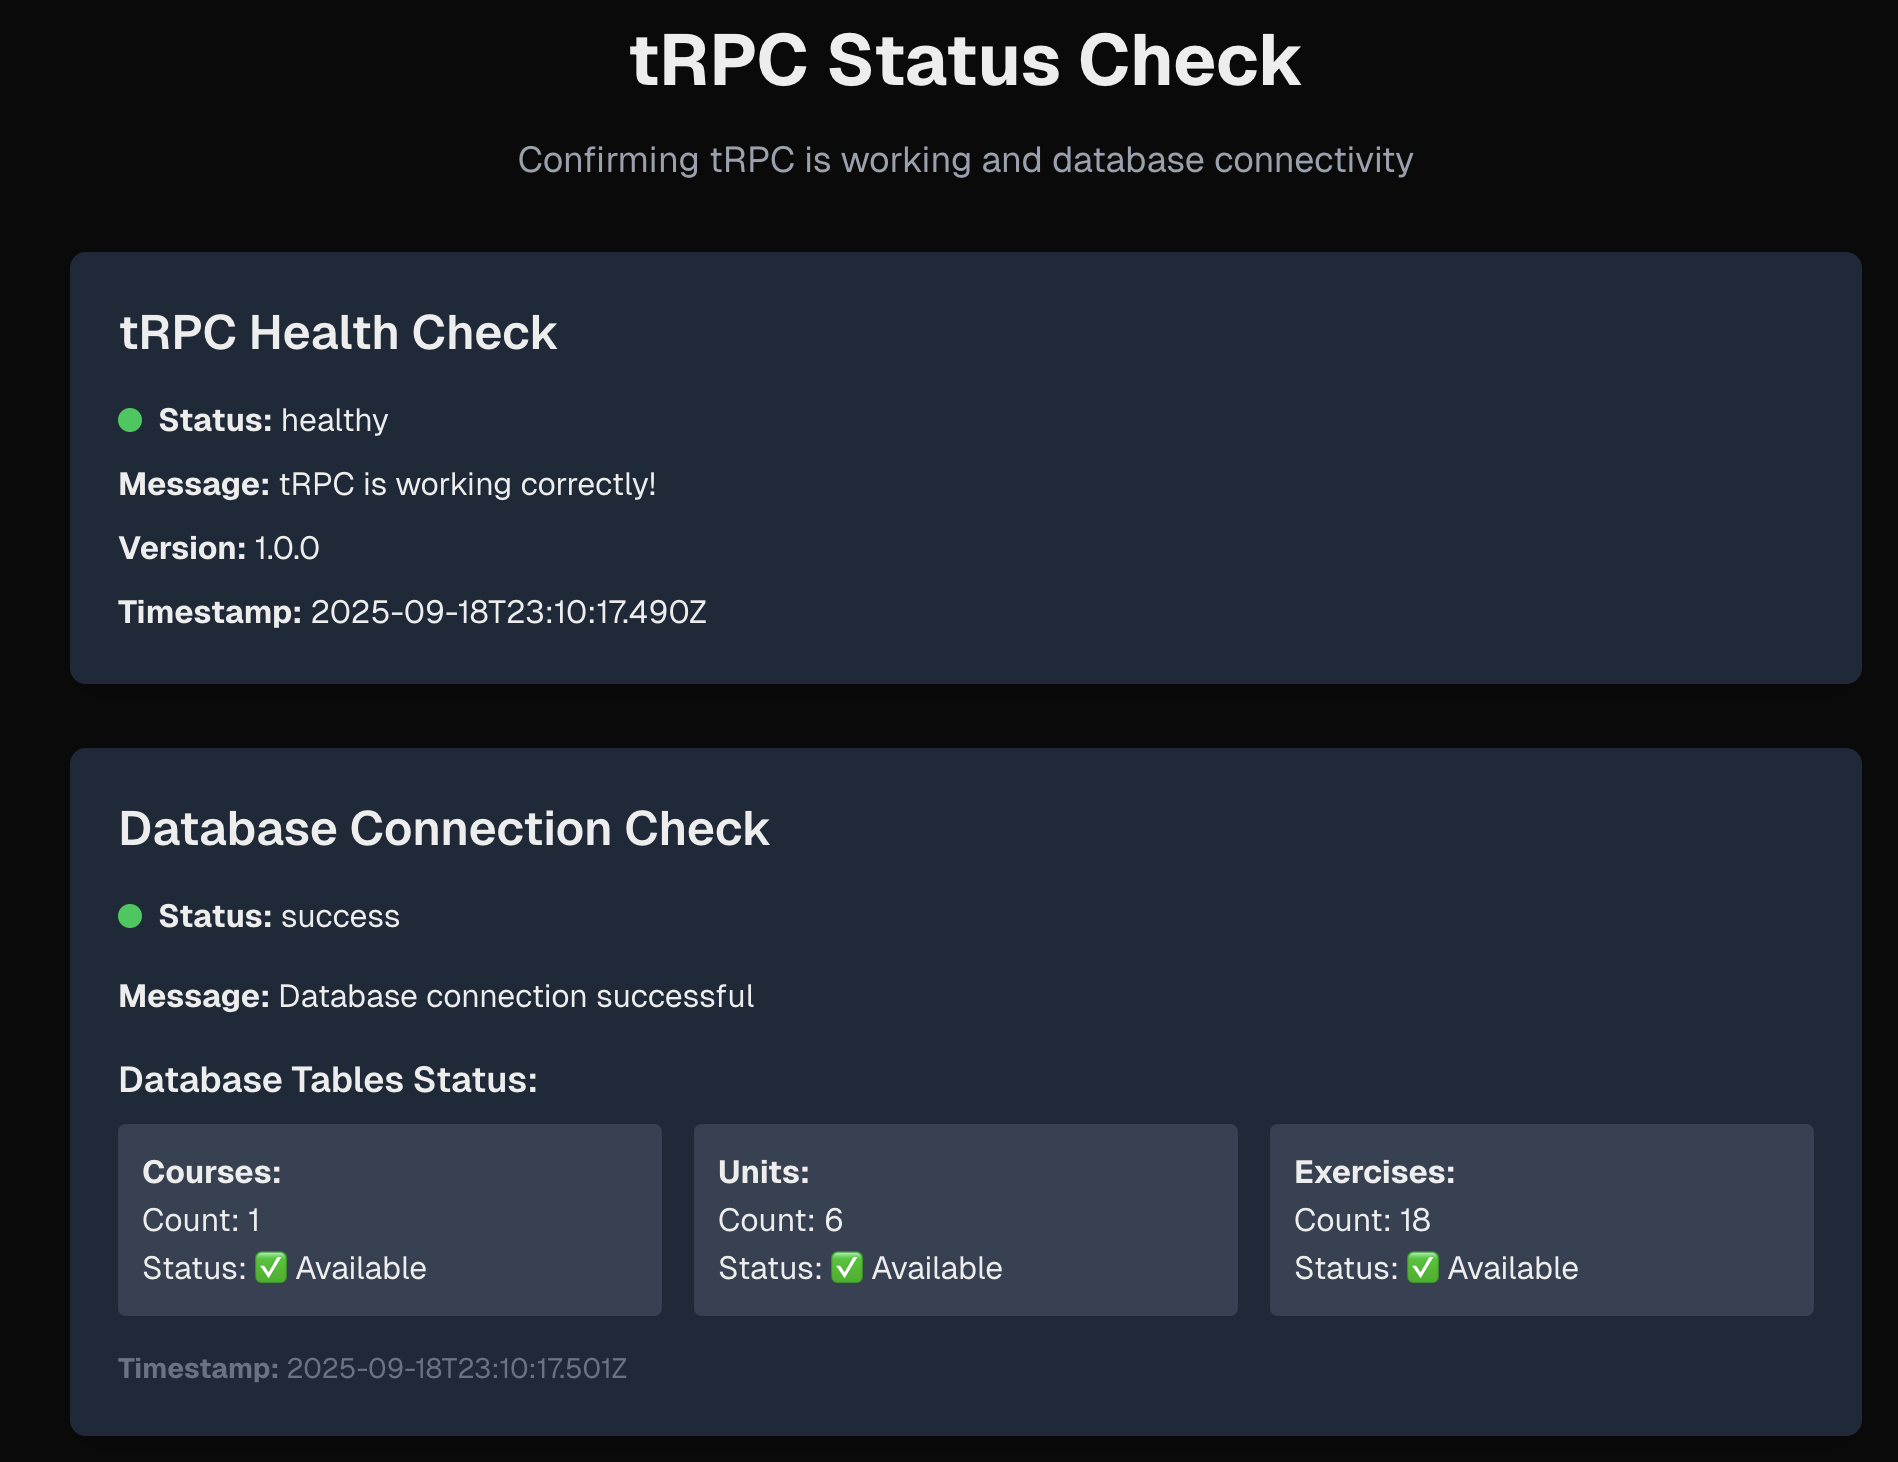 tRPC Status Check
Confirming tRPC is working and database connectivity
tRPC Health Check
Status: healthy
Message: tRPC is working correctly!
Version: 1.0.0
Timestamp: 2025-09-18T23:10:17.490Z
Database Connection Check
Status: success
Message: Database connection successful
Database Tables Status:
Courses:
Count: 1
Status: ✅ Available
Units:
Count: 6
Status: ✅ Available
Exercises:
Count: 18
Status: ✅ Available
Timestamp: 2025-09-18T23:10:17.501Z